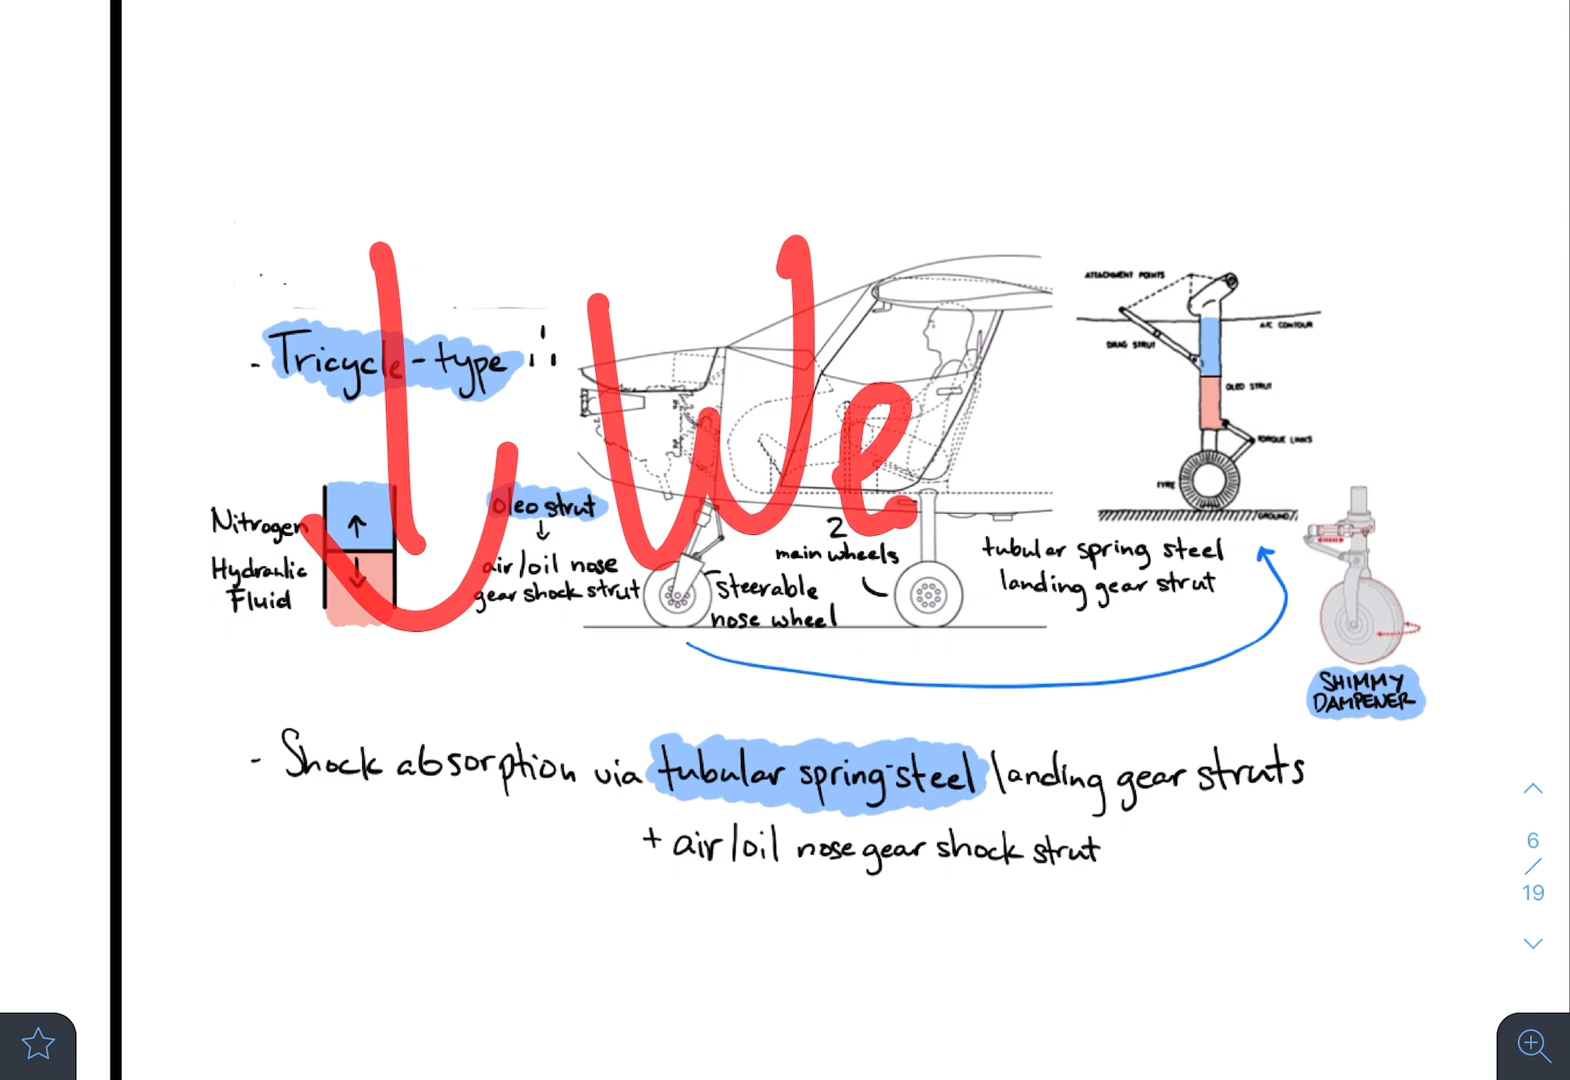 - Tricycle-type
ATTACHMENT POINTS
A/C CONTOUR
DRAG STRUT
OLEO STRUT
TORQUE LINKS
TYRE
GROUND
Nitrogen
Hydraulic
Fluid
oleo strut
air/oil nose
gear shock strut
steerable
nose wheel
2
main wheels
tubular spring steel
landing gear strut
SHIMMY
DAMPENER
we
- Shock absorption via tubular spring-steel landing gear struts
+ air/oil nose gear shock strut
6
/
19